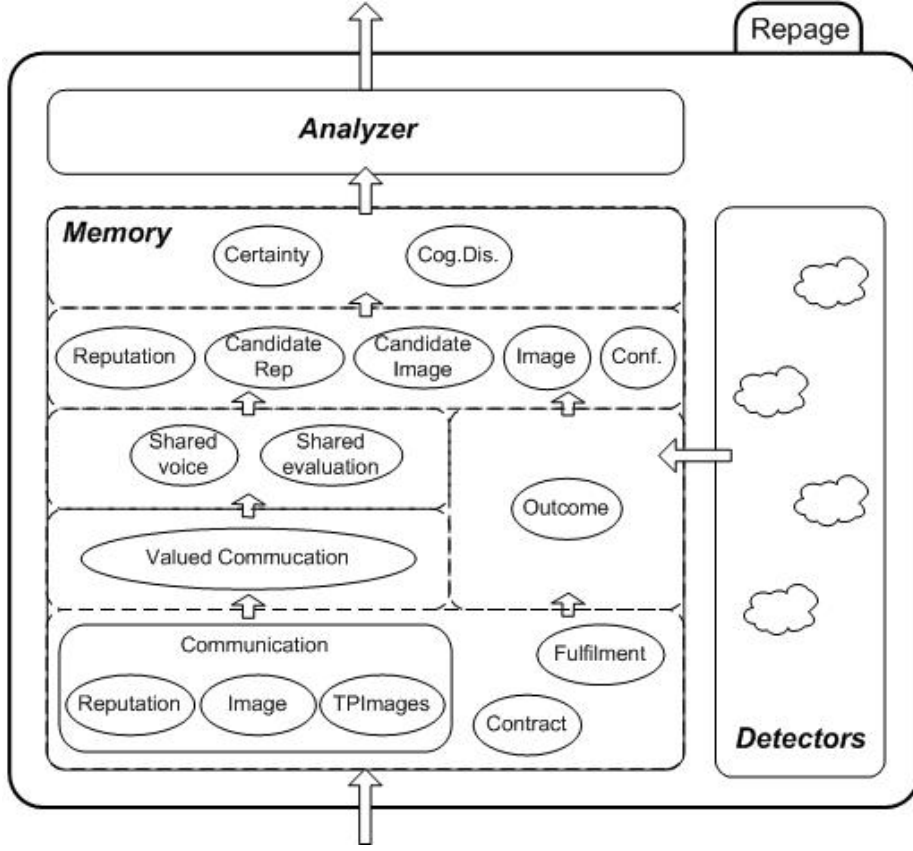 Repage
Analyzer
Memory
Certainty
Cog.Dis.
Reputation
Candidate
Rep
Candidate
Image
Image
Conf.
Shared
voice
Shared
evaluation
Outcome
Valued Commucation
Communication
Reputation
Image
TPImages
Fulfilment
Contract
Detectors